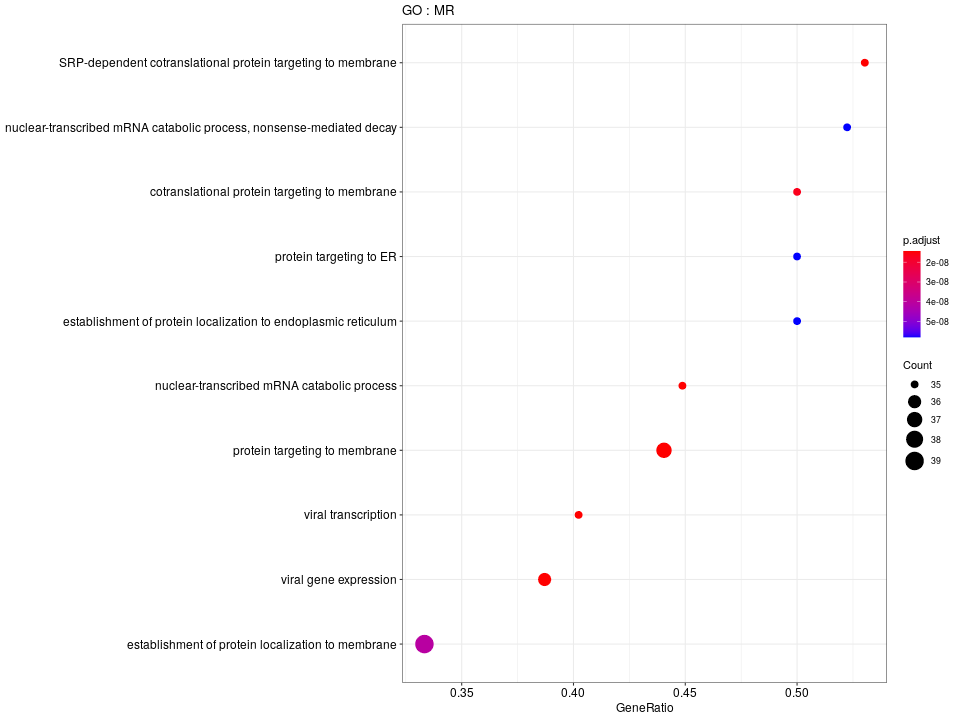 GO : MR
SRP-dependent cotranslational protein targeting to membrane
nuclear-transcribed mRNA catabolic process, nonsense-mediated decay
cotranslational protein targeting to membrane
protein targeting to ER
establishment of protein localization to endoplasmic reticulum
nuclear-transcribed mRNA catabolic process
protein targeting to membrane
viral transcription
viral gene expression
establishment of protein localization to membrane
0.35 0.40 0.45 0.50
GeneRatio
p.adjust
2e-08
3e-08
4e-08
5e-08
Count
35
36
37
38
39